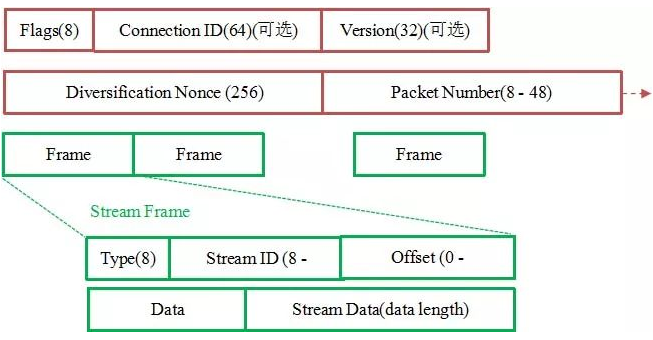 Flags(8) Connection ID(64)(可选) Version(32)(可选)
Diversification Nonce (256) Packet Number(8 - 48)
Frame Frame Frame
Stream Frame
Type(8) Stream ID (8 - Offset (0 -
Data Stream Data(data length)